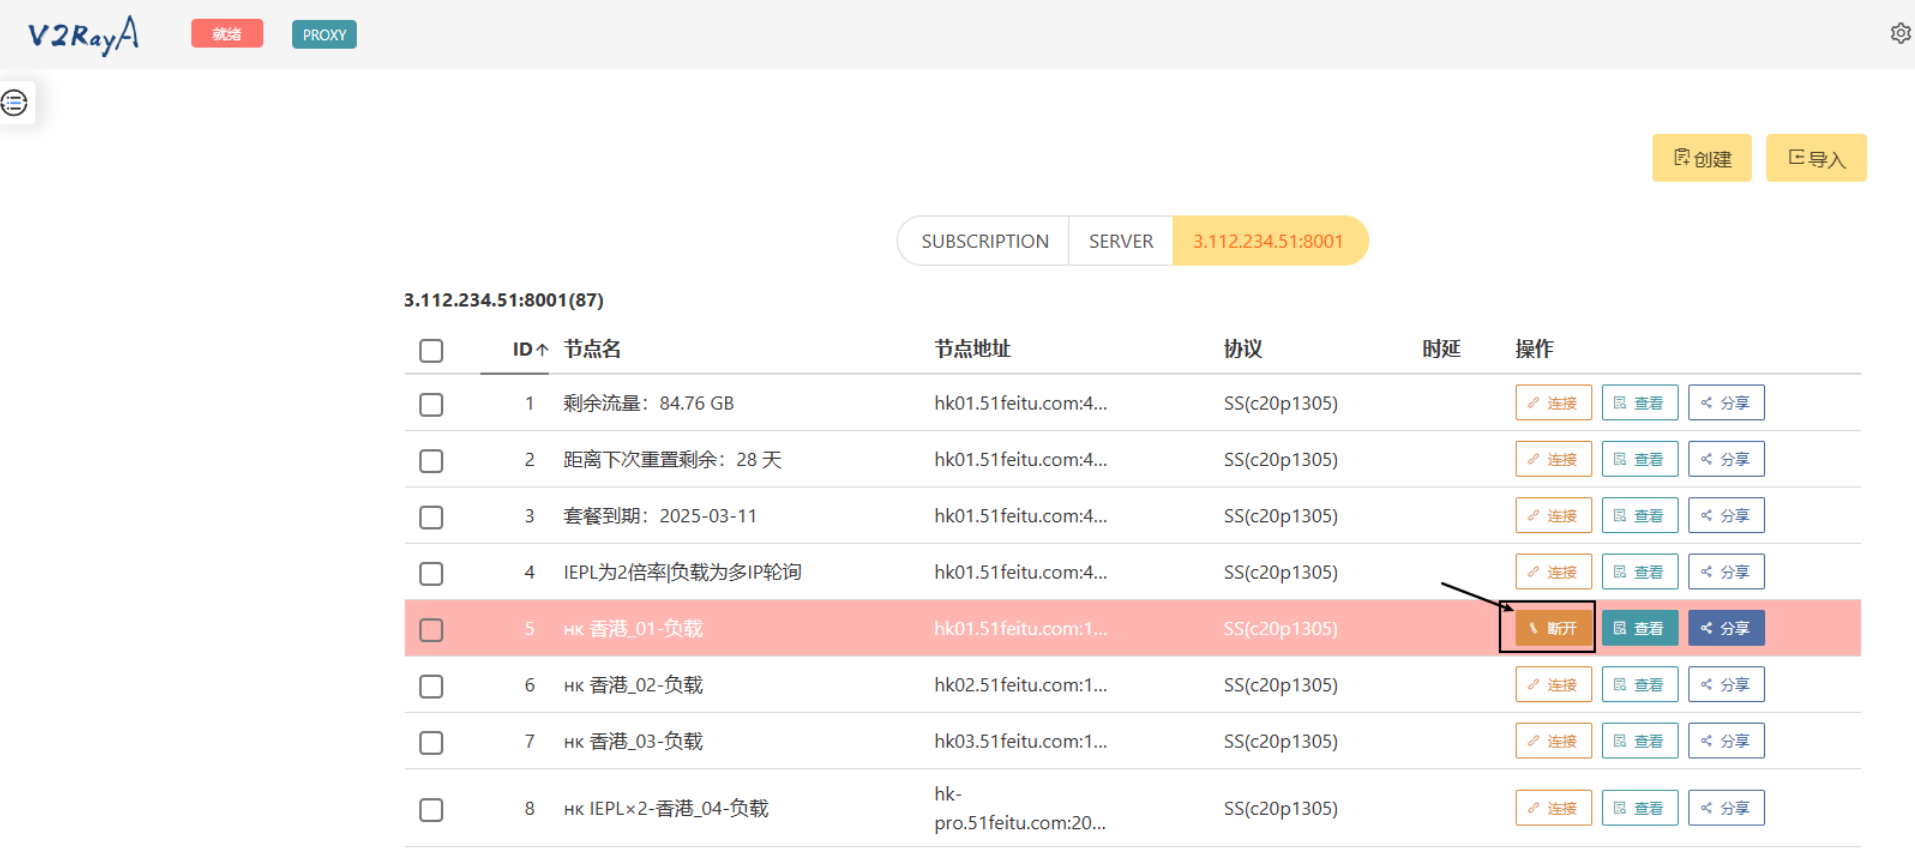 V2RayA 就绪 PROXY
创建 导入
SUBSCRIPTION SERVER 3.112.234.51:8001
3.112.234.51:8001(87)
ID 节点名 节点地址 协议 时延 操作
1 剩余流量：84.76 GB hk01.51feitu.com:4... SS(c20p1305) 连接 查看 分享
2 距离下次重置剩余：28 天 hk01.51feitu.com:4... SS(c20p1305) 连接 查看 分享
3 套餐到期：2025-03-11 hk01.51feitu.com:4... SS(c20p1305) 连接 查看 分享
4 IEPL为2倍率|负载为多IP轮询 hk01.51feitu.com:4... SS(c20p1305) 连接 查看 分享
5 HK 香港_01-负载 hk01.51feitu.com:1... SS(c20p1305) 断开 查看 分享
6 HK 香港_02-负载 hk02.51feitu.com:1... SS(c20p1305) 连接 查看 分享
7 HK 香港_03-负载 hk03.51feitu.com:1... SS(c20p1305) 连接 查看 分享
8 HK IEPL×2-香港_04-负载 hk-
pro.51feitu.com:20... SS(c20p1305) 连接 查看 分享